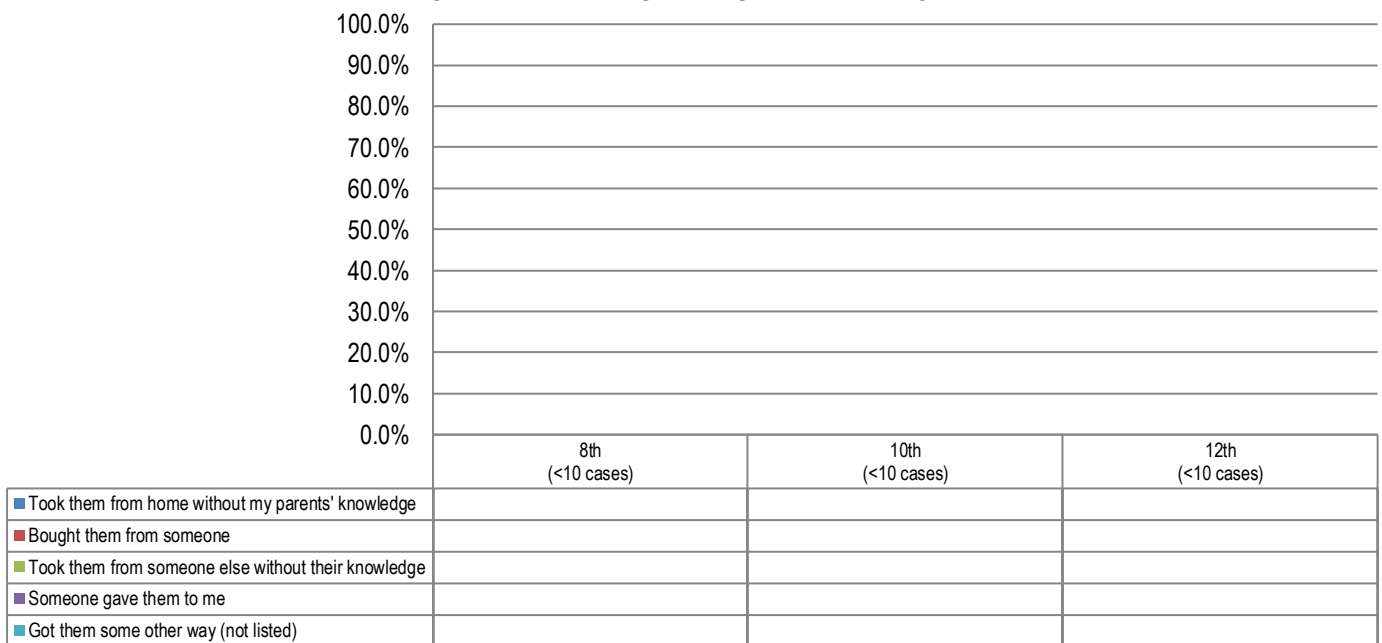 100.0%
90.0%
80.0%
70.0%
60.0%
50.0%
40.0%
30.0%
20.0%
10.0%
0.0%
8th 10th 12th
(<10 cases) (<10 cases) (<10 cases)
Took them from home without my parents' knowledge
Bought them from someone
Took them from someone else without their knowledge
Someone gave them to me
Got them some other way (not listed)